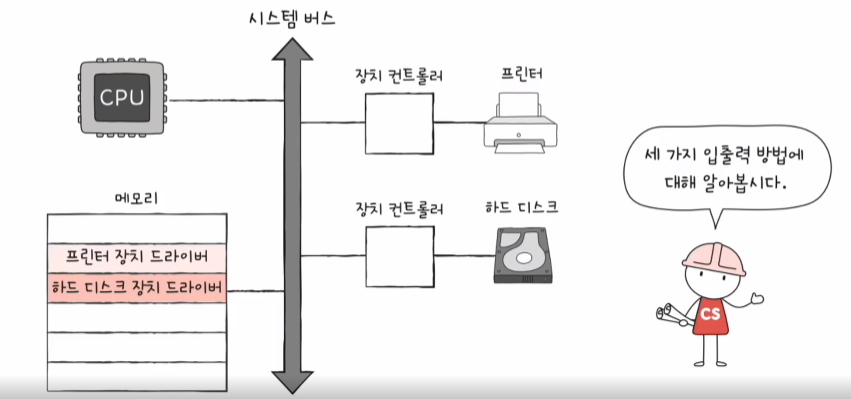 시스템 버스
CPU
장치 컨트롤러
프린터
세 가지 입출력 방법에
대해 알아봅시다.
메모리
프린터 장치 드라이버
하드 디스크 장치 드라이버
장치 컨트롤러
하드 디스크
CS